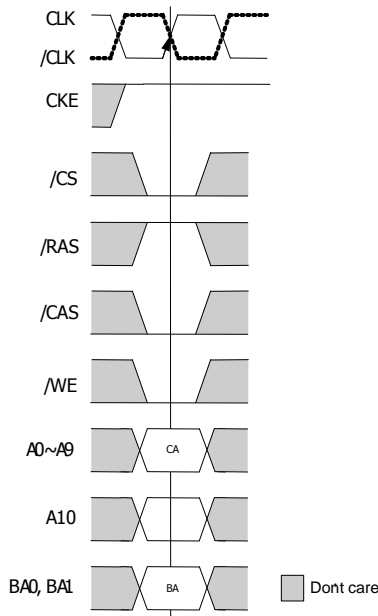 CLK
/CLK
CKE
/CS
/RAS
/CAS
/WE
A0~A9
CA
A10
BA0, BA1
BA
Dont care